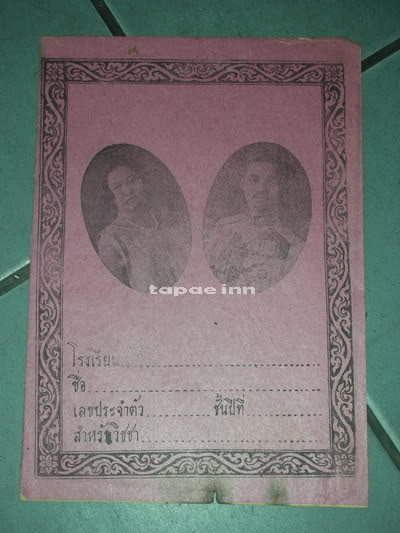 tapae inn
โรงเรียน
ชื่อ
เลขประจำตัว ชั้นปีที่
สำหรับวิชชา